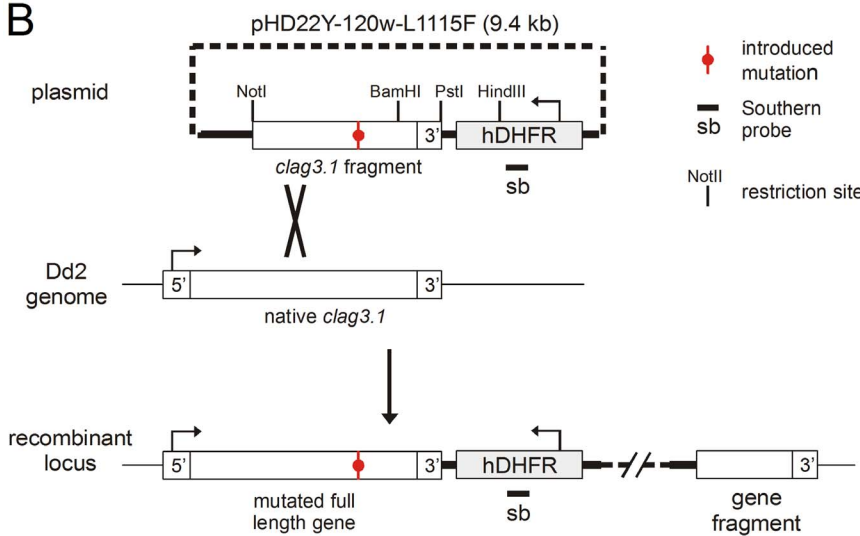 B
pHD22Y-120w-L1115F (9.4 kb)
plasmid
NotI
BamHI
PstI
HindIII
3'
hDHFR
clag3.1 fragment
sb
introduced
mutation
sb
Southern
probe
NotII
restriction site
Dd2
genome
5'
3'
native clag3.1
recombinant
locus
5'
3'
hDHFR
3'
mutated full
length gene
sb
gene
fragment